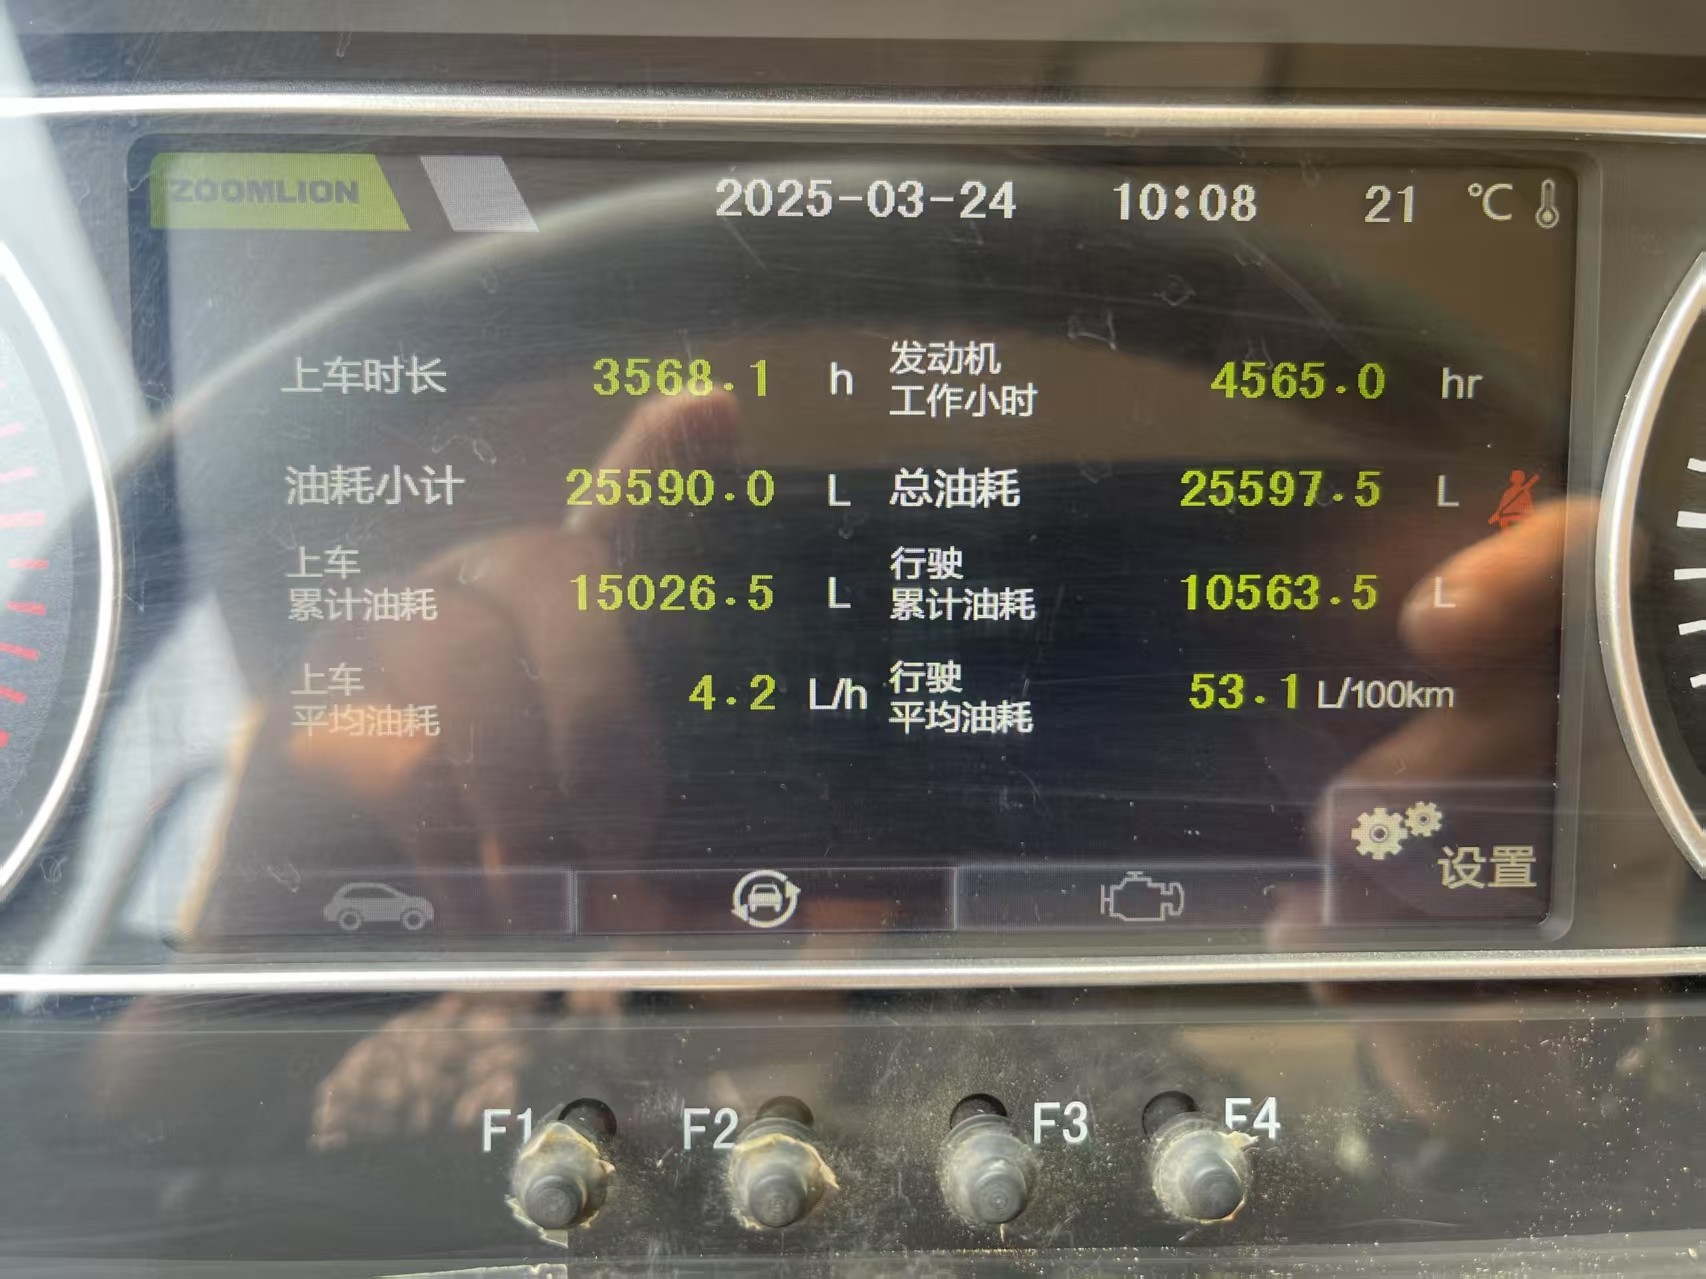 ZOOMLION 2025-03-24 10:08 21 ℃
上车时长 3568.1 h 发动机工作小时 4565.0 hr
油耗小计 25590.0 L 总油耗 25597.5 L
上车累计油耗 15026.5 L 行驶累计油耗 10563.5 L
上车平均油耗 4.2 L/h 行驶平均油耗 53.1 L/100km
设置
F1 F2 F3 F4